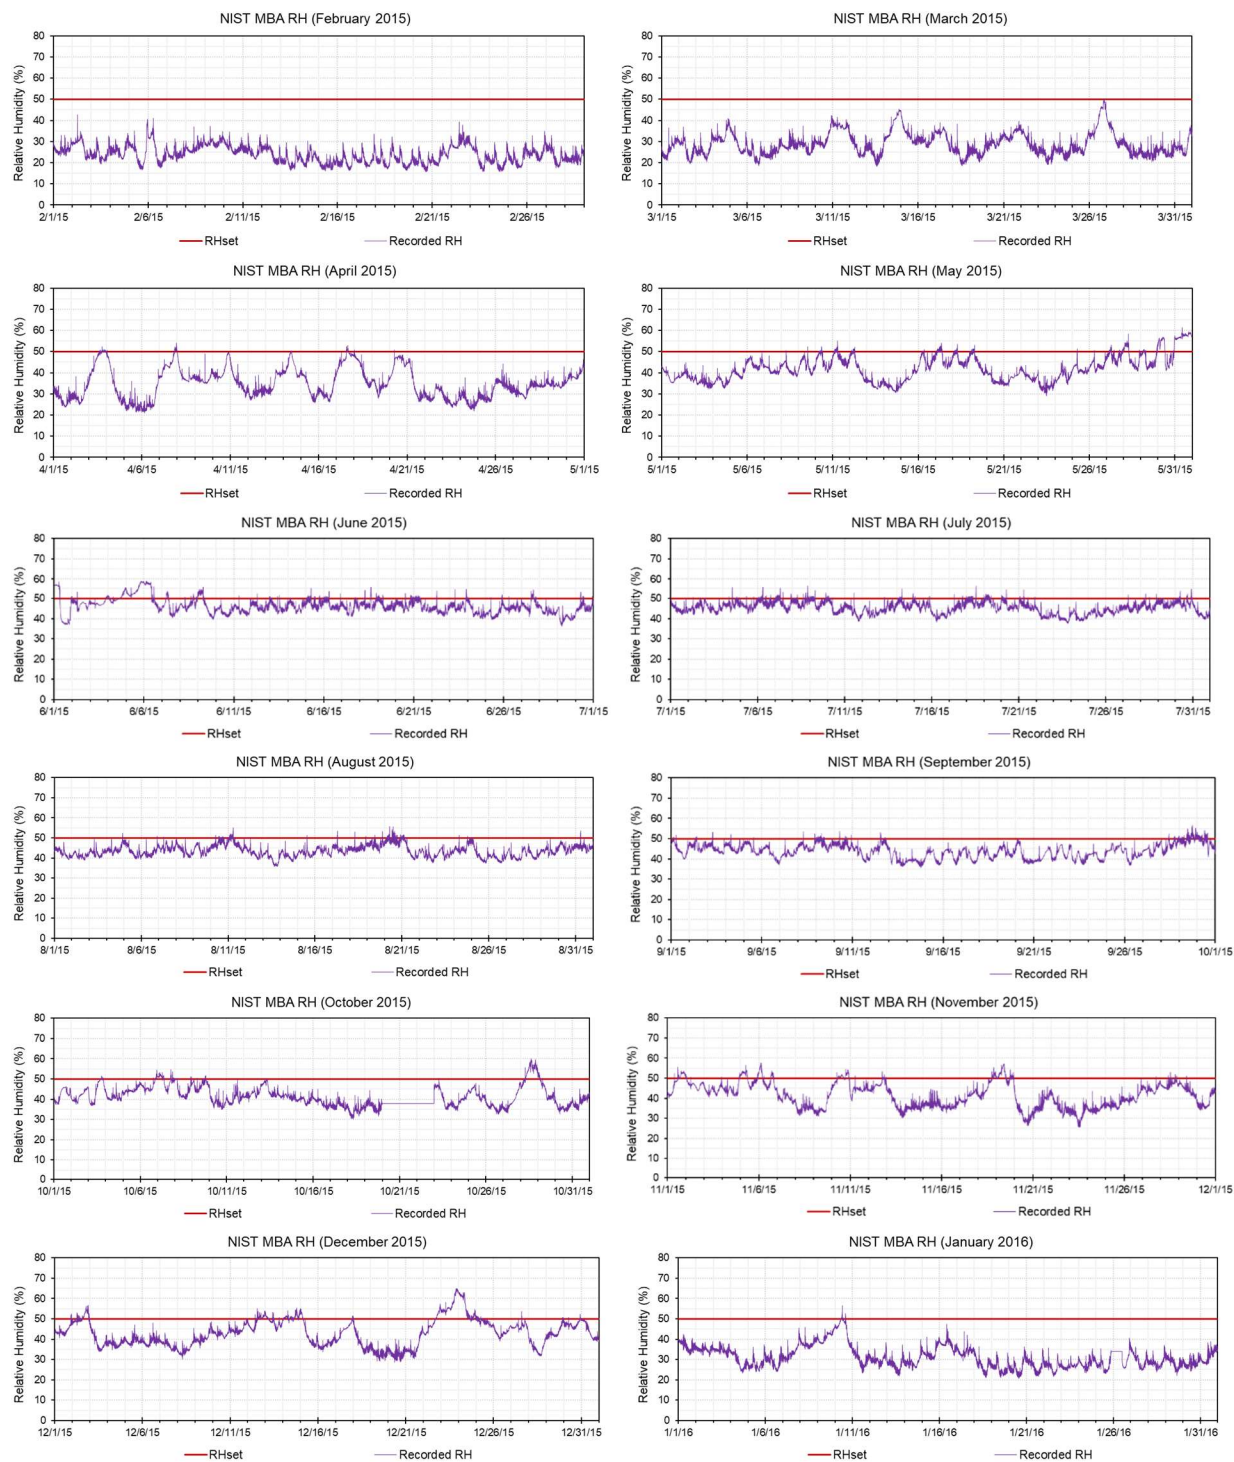 NIST MBA RH (February 2015)
Relative Humidity (%)
80
70
60
50
40
30
20
10
0
2/1/15 2/6/15 2/11/15 2/16/15 2/21/15 2/26/15
RHset Recorded RH
NIST MBA RH (March 2015)
Relative Humidity (%)
80
70
60
50
40
30
20
10
0
3/1/15 3/6/15 3/11/15 3/16/15 3/21/15 3/26/15 3/31/15
RHset Recorded RH
NIST MBA RH (April 2015)
Relative Humidity (%)
80
70
60
50
40
30
20
10
0
4/1/15 4/6/15 4/11/15 4/16/15 4/21/15 4/26/15 5/1/15
RHset Recorded RH
NIST MBA RH (May 2015)
Relative Humidity (%)
80
70
60
50
40
30
20
10
0
5/1/15 5/6/15 5/11/15 5/16/15 5/21/15 5/26/15 5/31/15
RHset Recorded RH
NIST MBA RH (June 2015)
Relative Humidity (%)
80
70
60
50
40
30
20
10
0
6/1/15 6/6/15 6/11/15 6/16/15 6/21/15 6/26/15 7/1/15
RHset Recorded RH
NIST MBA RH (July 2015)
Relative Humidity (%)
80
70
60
50
40
30
20
10
0
7/1/15 7/6/15 7/11/15 7/16/15 7/21/15 7/26/15 7/31/15
RHset Recorded RH
NIST MBA RH (August 2015)
Relative Humidity (%)
80
70
60
50
40
30
20
10
0
8/1/15 8/6/15 8/11/15 8/16/15 8/21/15 8/26/15 8/31/15
RHset Recorded RH
NIST MBA RH (September 2015)
Relative Humidity (%)
80
70
60
50
40
30
20
10
0
9/1/15 9/6/15 9/11/15 9/16/15 9/21/15 9/26/15 10/1/15
RHset Recorded RH
NIST MBA RH (October 2015)
Relative Humidity (%)
80
70
60
50
40
30
20
10
0
10/1/15 10/6/15 10/11/15 10/16/15 10/21/15 10/26/15 10/31/15
RHset Recorded RH
NIST MBA RH (November 2015)
Relative Humidity (%)
80
70
60
50
40
30
20
10
0
11/1/15 11/6/15 11/11/15 11/16/15 11/21/15 11/26/15 12/1/15
RHset Recorded RH
NIST MBA RH (December 2015)
Relative Humidity (%)
80
70
60
50
40
30
20
10
0
12/1/15 12/6/15 12/11/15 12/16/15 12/21/15 12/26/15 12/31/15
RHset Recorded RH
NIST MBA RH (January 2016)
Relative Humidity (%)
80
70
60
50
40
30
20
10
0
1/1/16 1/6/16 1/11/16 1/16/16 1/21/16 1/26/16 1/31/16
RHset Recorded RH